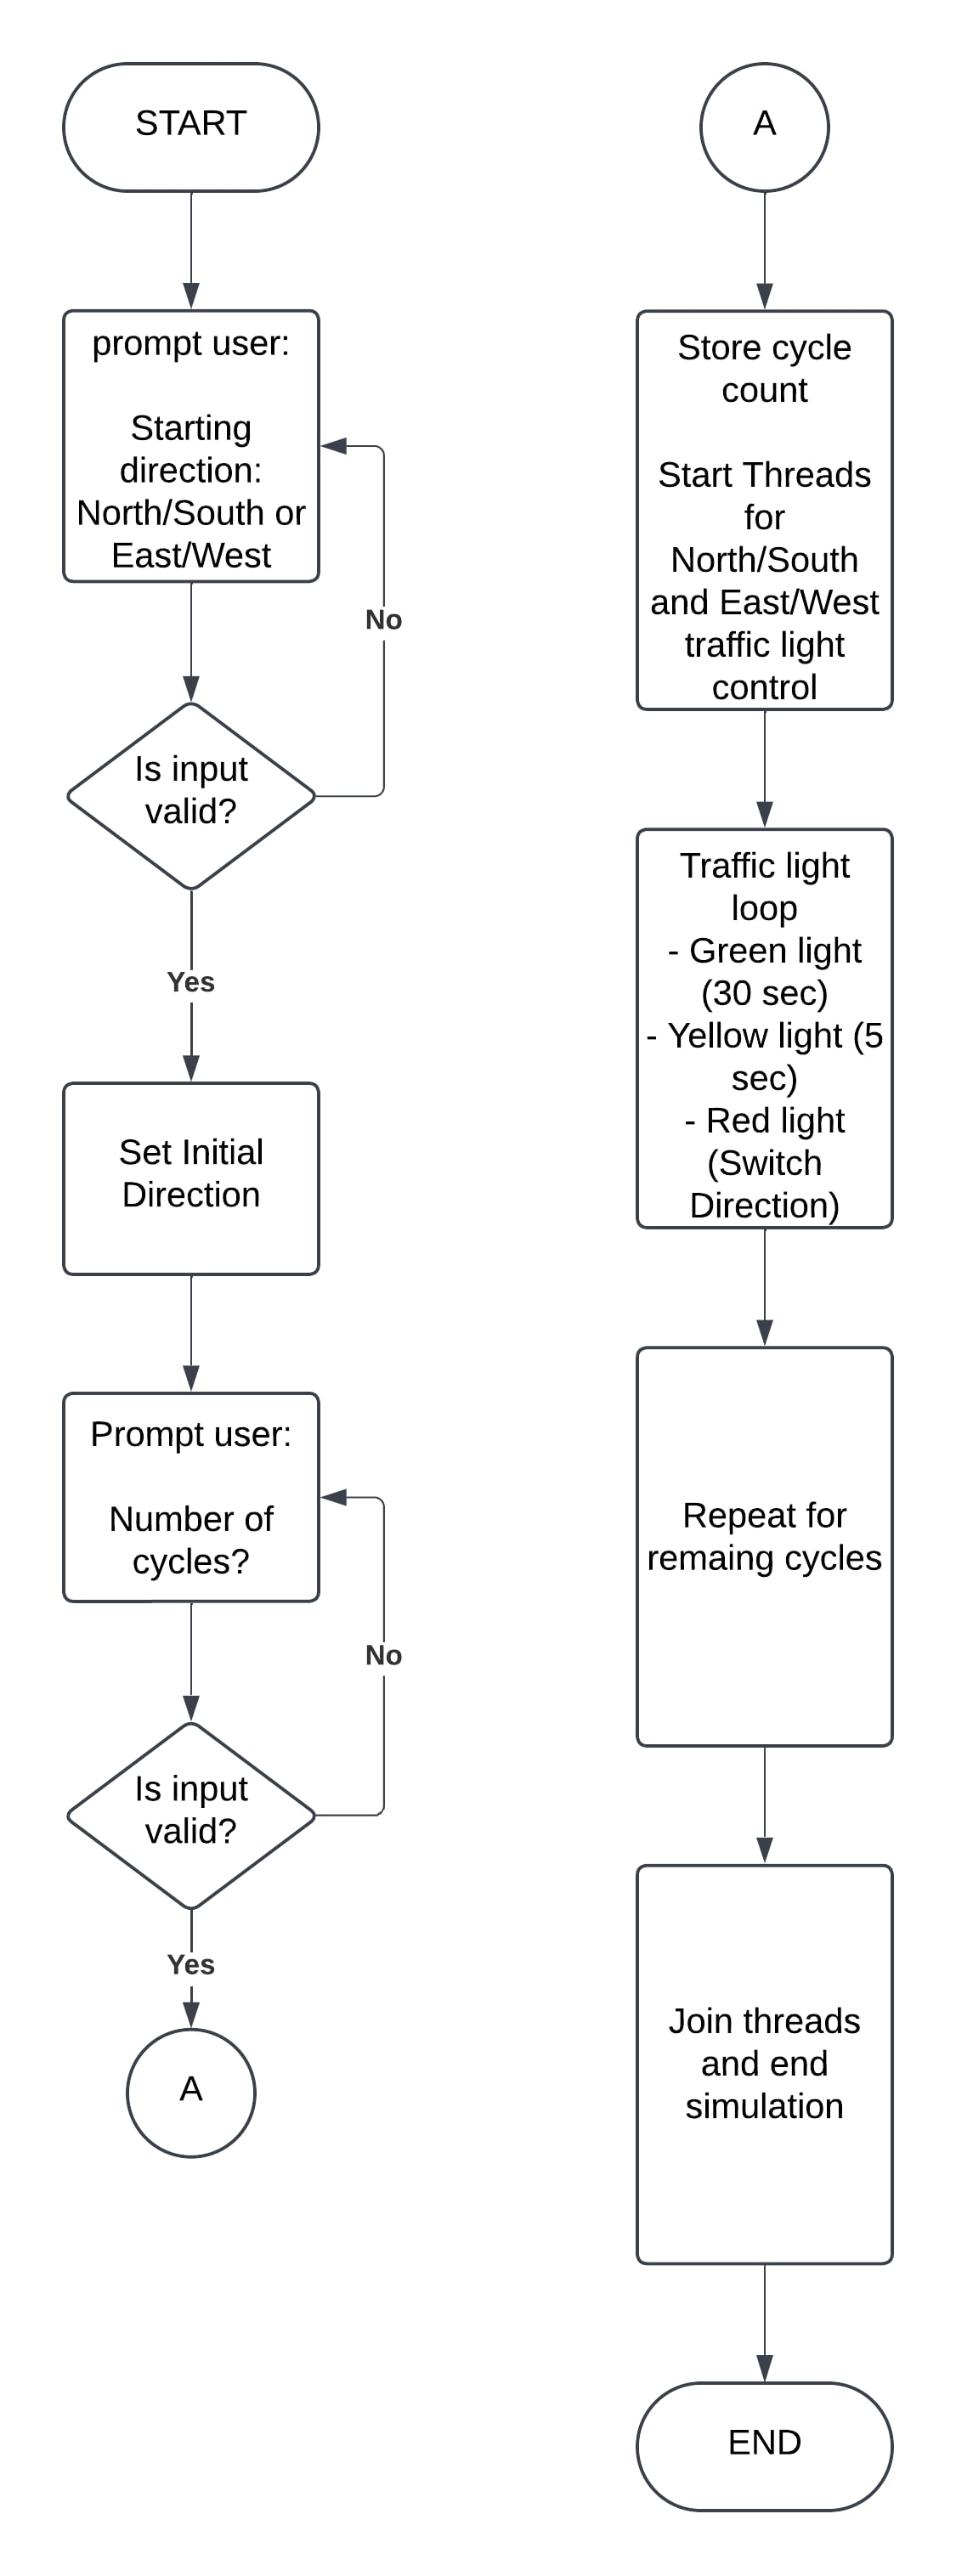 START
prompt user:
Starting
direction:
North/South or
East/West
No
Is input
valid?
Yes
Set Initial
Direction
Prompt user:
Number of
cycles?
No
Is input
valid?
Yes
A
A
Store cycle
count
Start Threads
for
North/South
and East/West
traffic light
control
Traffic light
loop
- Green light
(30 sec)
- Yellow light (5
sec)
- Red light
(Switch
Direction)
Repeat for
remaing cycles
Join threads
and end
simulation
END